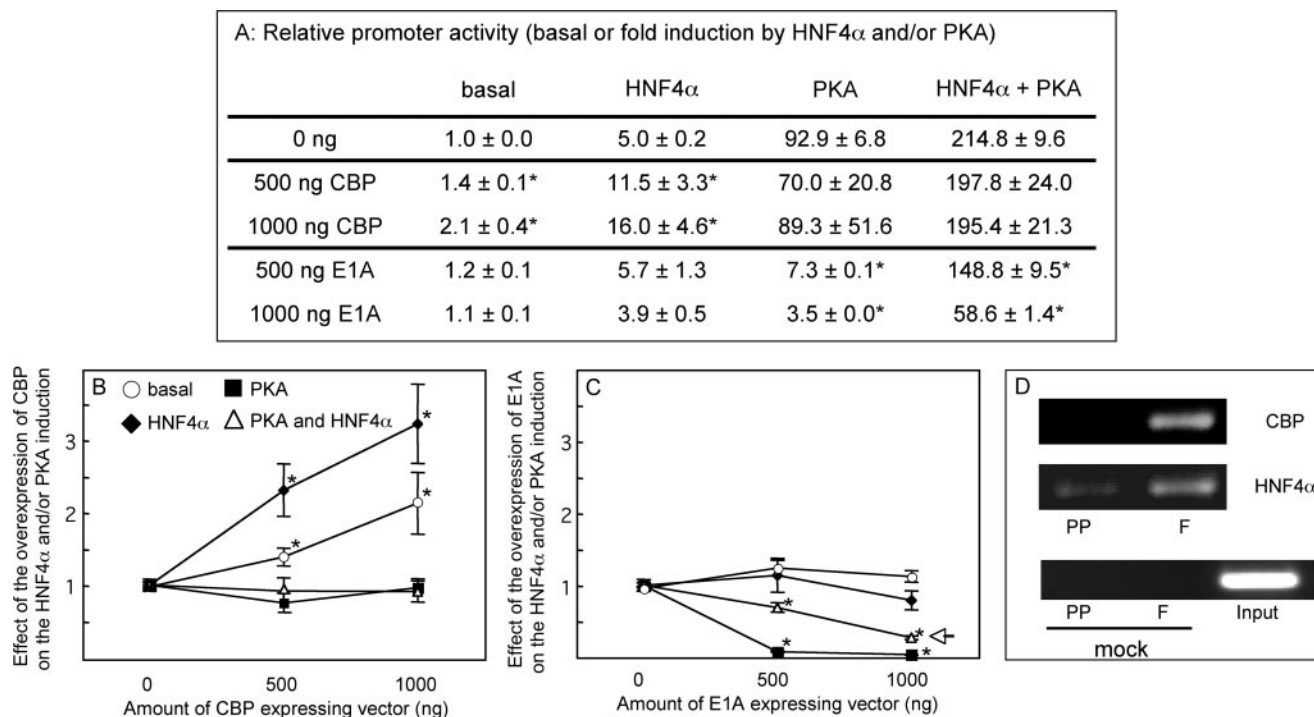 A: Relative promoter activity (basal or fold induction by HNF4α and/or PKA)
basal HNF4α PKA HNF4α + PKA
0 ng 1.0 ± 0.0 5.0 ± 0.2 92.9 ± 6.8 214.8 ± 9.6
500 ng CBP 1.4 ± 0.1* 11.5 ± 3.3* 70.0 ± 20.8 197.8 ± 24.0
1000 ng CBP 2.1 ± 0.4* 16.0 ± 4.6* 89.3 ± 51.6 195.4 ± 21.3
500 ng E1A 1.2 ± 0.1 5.7 ± 1.3 7.3 ± 0.1* 148.8 ± 9.5*
1000 ng E1A 1.1 ± 0.1 3.9 ± 0.5 3.5 ± 0.0* 58.6 ± 1.4*
Effect of the overexpression of CBP
on the HNF4α and/or PKA induction
B
basal PKA
HNF4α PKA and HNF4α
3
2
1
* * * *
0 500 1000
Amount of CBP expressing vector (ng)
Effect of the overexpression of E1A
on the HNF4α and/or PKA induction
C
3
2
1
* * * *
0 500 1000
Amount of E1A expressing vector (ng)
D
CBP
HNF4α
PP F
PP F Input
mock